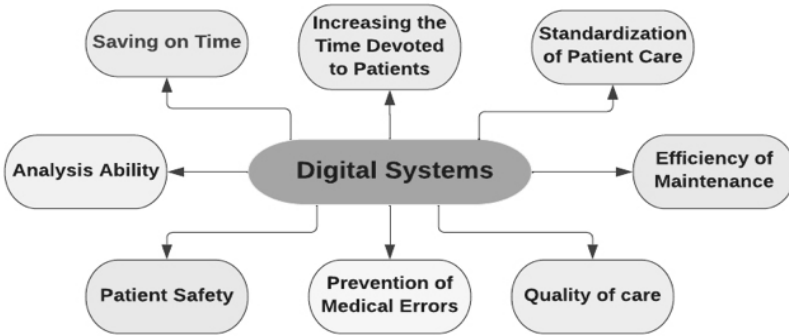 Saving on Time
Increasing the
Time Devoted
to Patients
Standardization
of Patient Care
Analysis Ability
Digital Systems
Efficiency of
Maintenance
Patient Safety
Prevention of
Medical Errors
Quality of care